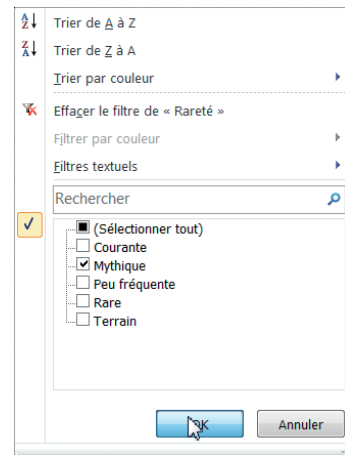 Trier de A à Z
Trier de Z à A
Trier par couleur
Effacer le filtre de « Rareté »
Filtrer par couleur
Filtres textuels
Rechercher
(Sélectionner tout)
Courante
Mythique
Peu fréquente
Rare
Terrain
OK Annuler